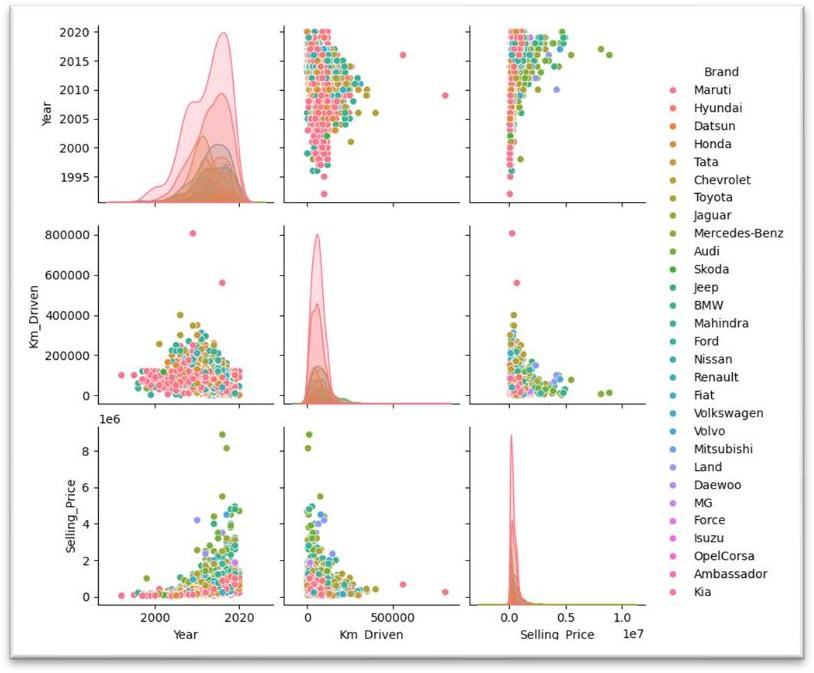 2020
2015
2010
2005
2000
1995
Year
Brand
Maruti
Hyundai
Datsun
Honda
Tata
Chevrolet
Toyota
Jaguar
Mercedes-Benz
Audi
Skoda
Jeep
BMW
Mahindra
Ford
Nissan
Renault
Fiat
Volkswagen
Volvo
Mitsubishi
Land
Daewoo
MG
Force
Isuzu
OpelCorsa
Ambassador
Kia
800000
600000
400000
200000
0
Km_Driven
1e6
8
6
4
2
0
Selling_Price
2000 2020
Year
0 500000
Km_Driven
0.0 0.5 1.0
1e7
Selling_Price